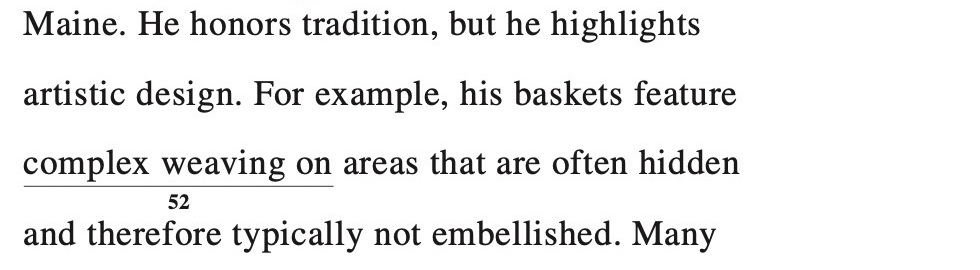 Maine. He honors tradition, but he highlights
artistic design. For example, his baskets feature
complex weaving on areas that are often hidden
52
and therefore typically not embellished. Many